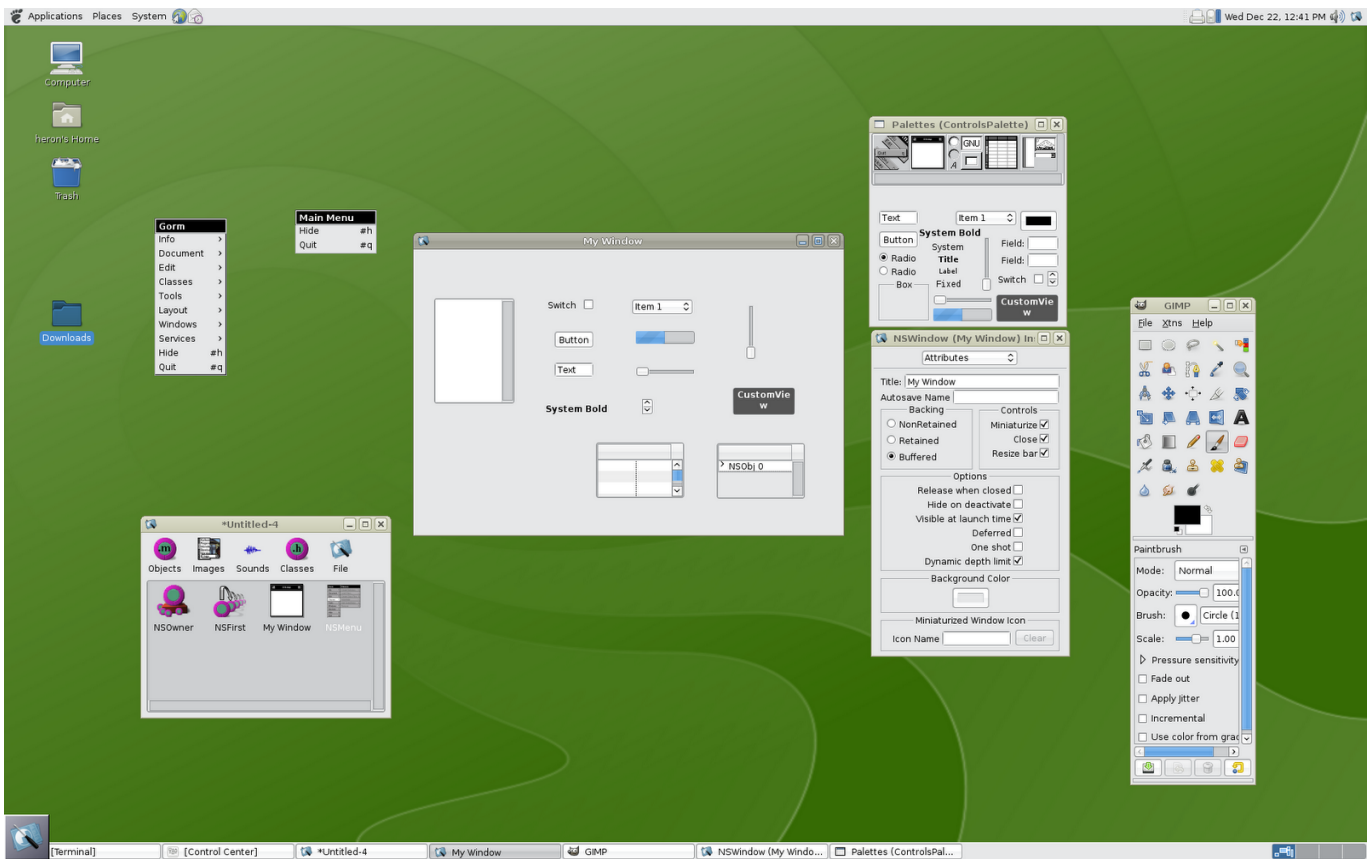 Applications Places System
Wed Dec 22, 12:41 PM
Computer
heron's Home
Trash
Downloads
Gorm
Info
Document
Edit
Classes
Tools
Layout
Windows
Services
Hide #h
Quit #q
Main Menu
Hide #h
Quit #q
My Window
Switch
Item 1
Button
Text
System Bold
CustomVie
w
NSObj 0
Palettes (ControlsPalette)
GNU
A
Text
Item 1
Button
System Bold
System
Field:
Radio
Title
Field:
Radio
Label
Box
Fixed
Switch
CustomVie
w
NSWindow (My Window) In
Attributes
Title: My Window
Autosave Name
Backing
Controls
NonRetained
Miniaturize
Retained
Close
Buffered
Resize bar
Options
Release when closed
Hide on deactivate
Visible at launch time
Deferred
One shot
Dynamic depth limit
Background Color
Miniaturized Window Icon
Icon Name
Clear
GIMP
File Xtns Help
Paintbrush
Mode: Normal
Opacity: 100.0
Brush: Circle (1
Scale: 1.00
Pressure sensitivity
Fade out
Apply Jitter
Incremental
Use color from grad
*Untitled-4
.m
.h
Objects Images Sounds Classes File
NSOwner NSFirst My Window NSMenu
[Terminal] [Control Center] *Untitled-4 My Window GIMP NSWindow (My Windo... Palettes (ControlsPal...